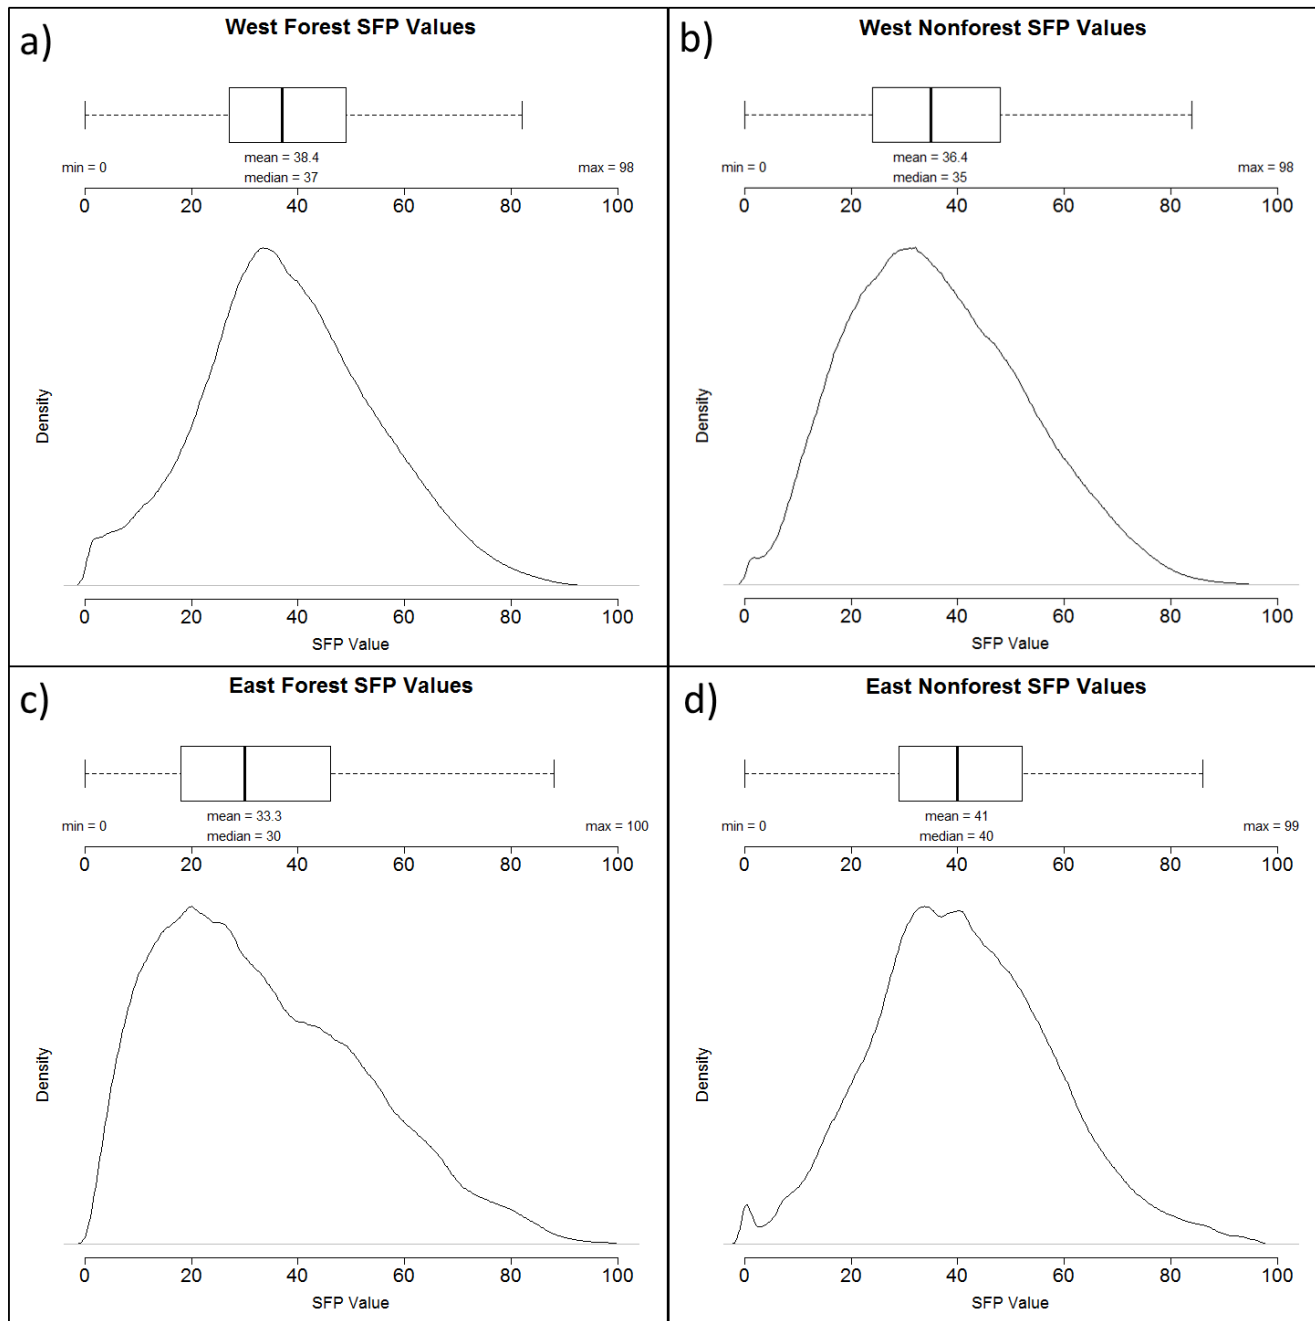 a)
West Forest SFP Values
mean = 38.4
min = 0
max = 98
median = 37
0 20 40 60 80 100
Density
0 20 40 60 80 100
SFP Value
b)
West Nonforest SFP Values
mean = 36.4
min = 0
max = 98
median = 35
0 20 40 60 80 100
Density
0 20 40 60 80 100
SFP Value
c)
East Forest SFP Values
mean = 33.3
min = 0
max = 100
median = 30
0 20 40 60 80 100
Density
0 20 40 60 80 100
SFP Value
d)
East Nonforest SFP Values
mean = 41
min = 0
max = 99
median = 40
0 20 40 60 80 100
Density
0 20 40 60 80 100
SFP Value